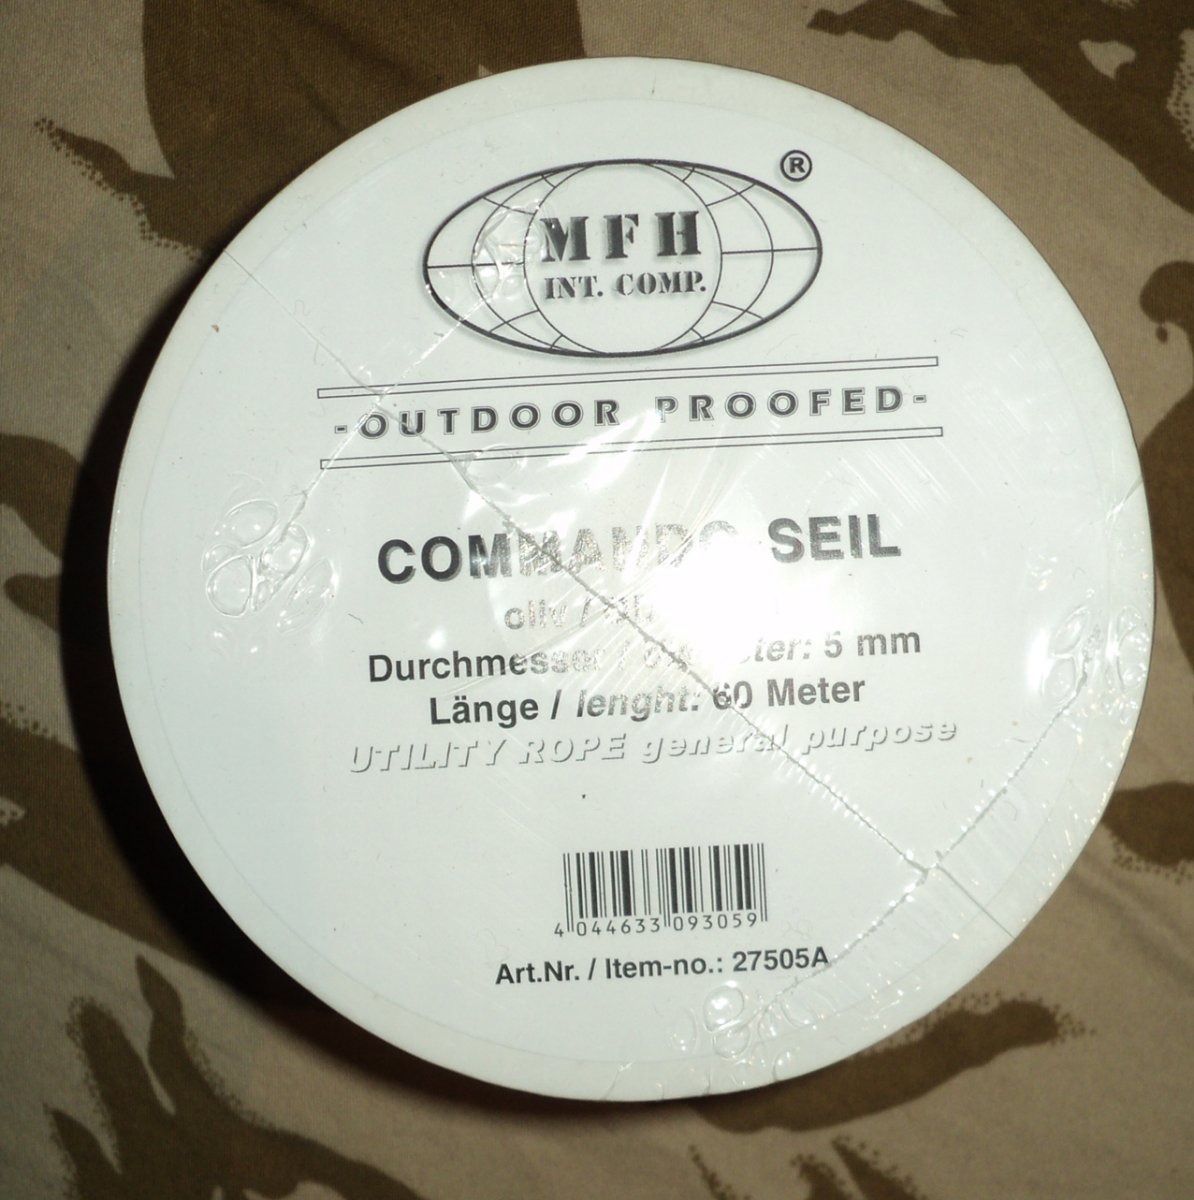 ®
MFH
INT. COMP.
-OUTDOOR PROOFED-
COMMANDO SEIL
oliv /
Durchmesser / diameter: 5 mm
Länge / lenght: 60 Meter
UTILITY ROPE general purpose
4 044633 093059
Art.Nr. / Item-no.: 27505A